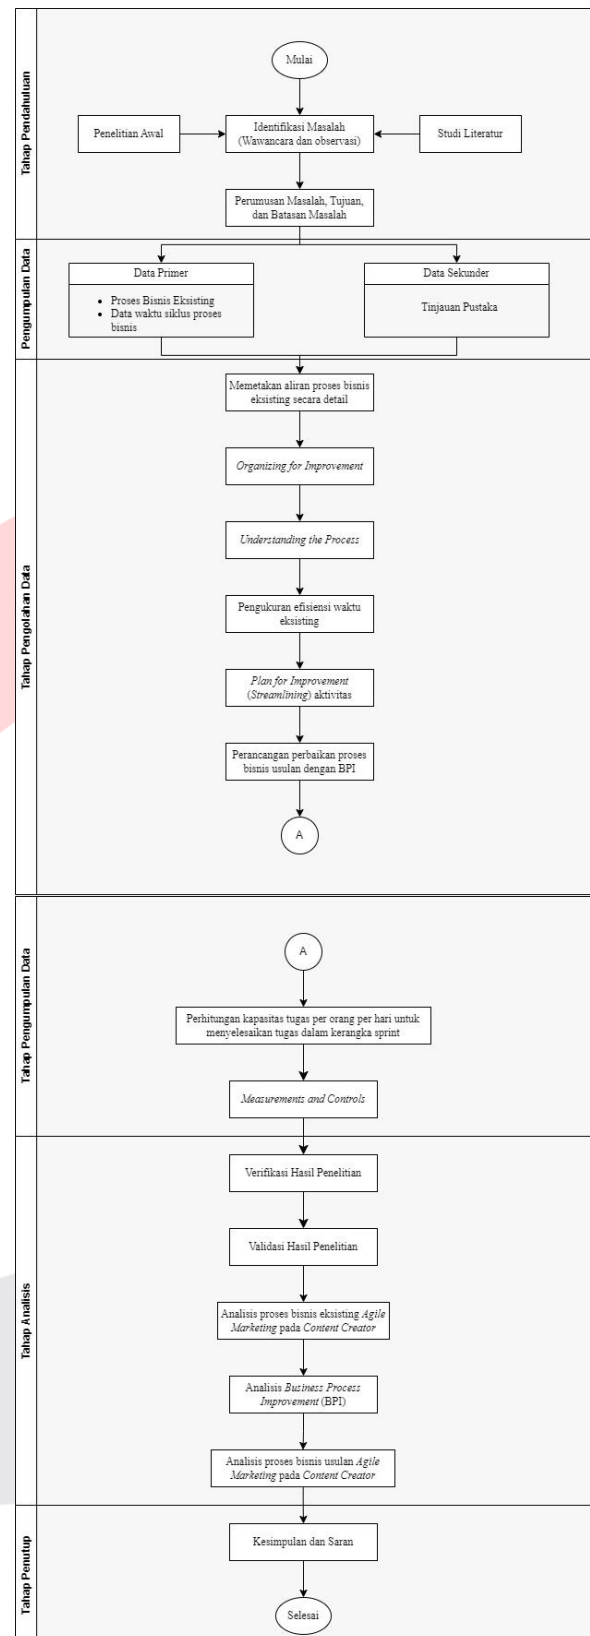 Tahap Pendahuluan
Mulai
Penelitian Awal
Identifikasi Masalah
(Wawancara dan observasi)
Studi Literatur
Perumusan Masalah, Tujuan,
dan Batasan Masalah
Pengumpulan Data
Data Primer
Proses Bisnis Eksisting
Data waktu siklus proses
bisnis
Data Sekunder
Tinjauan Pustaka
Tahap Pengolahan Data
Memetakan aliran proses bisnis
eksisting secara detail
Organizing for Improvement
Understanding the Process
Pengukuran efisiensi waktu
eksisting
Plan for Improvement
(Streamlining) aktivitas
Perancangan perbaikan proses
bisnis usulan dengan BPI
A
Tahap Pengumpulan Data
A
Perhitungan kapasitas tugas per orang per hari untuk
menyelesaikan tugas dalam kerangka sprint
Measurements and Controls
Tahap Analisis
Verifikasi Hasil Penelitian
Validasi Hasil Penelitian
Analisis proses bisnis eksisting Agile
Marketing pada Content Creator
Analisis Business Process
Improvement (BPI)
Analisis proses bisnis usulan Agile
Marketing pada Content Creator
Tahap Penutup
Kesimpulan dan Saran
Selesai